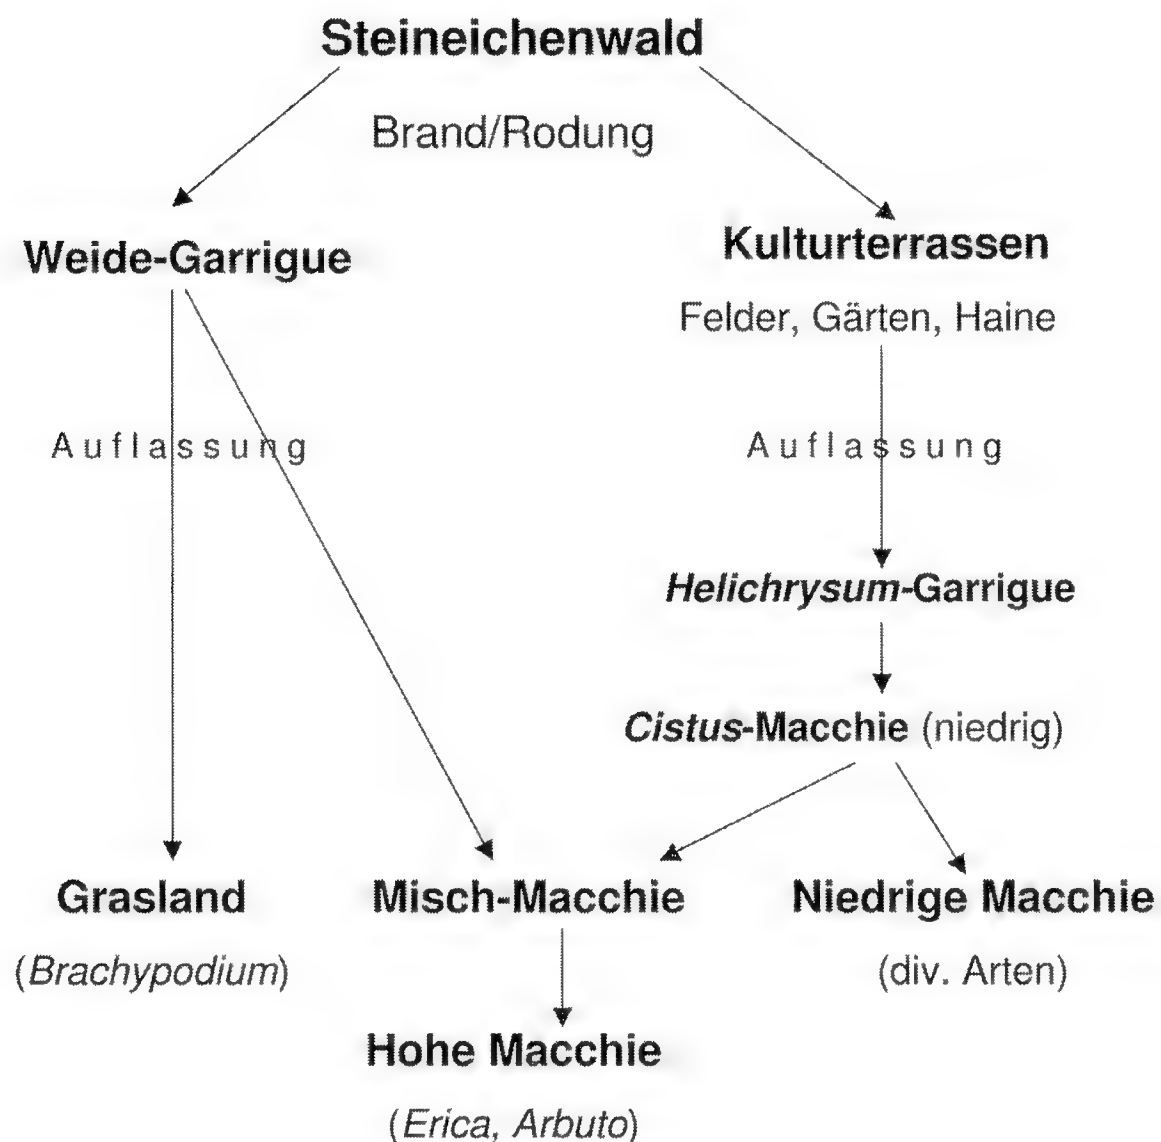 Steineichenwald
Brand/Rodung
Weide-Garrigue
Kulturterrassen
Felder, Gärten, Haine
Auflassung
Auflassung
Helichrysum-Garrigue
Cistus-Macchie (niedrig)
Grasland
Misch-Macchie
Niedrige Macchie
(Brachypodium)
(div. Arten)
Hohe Macchie
(Erica, Arbuto)